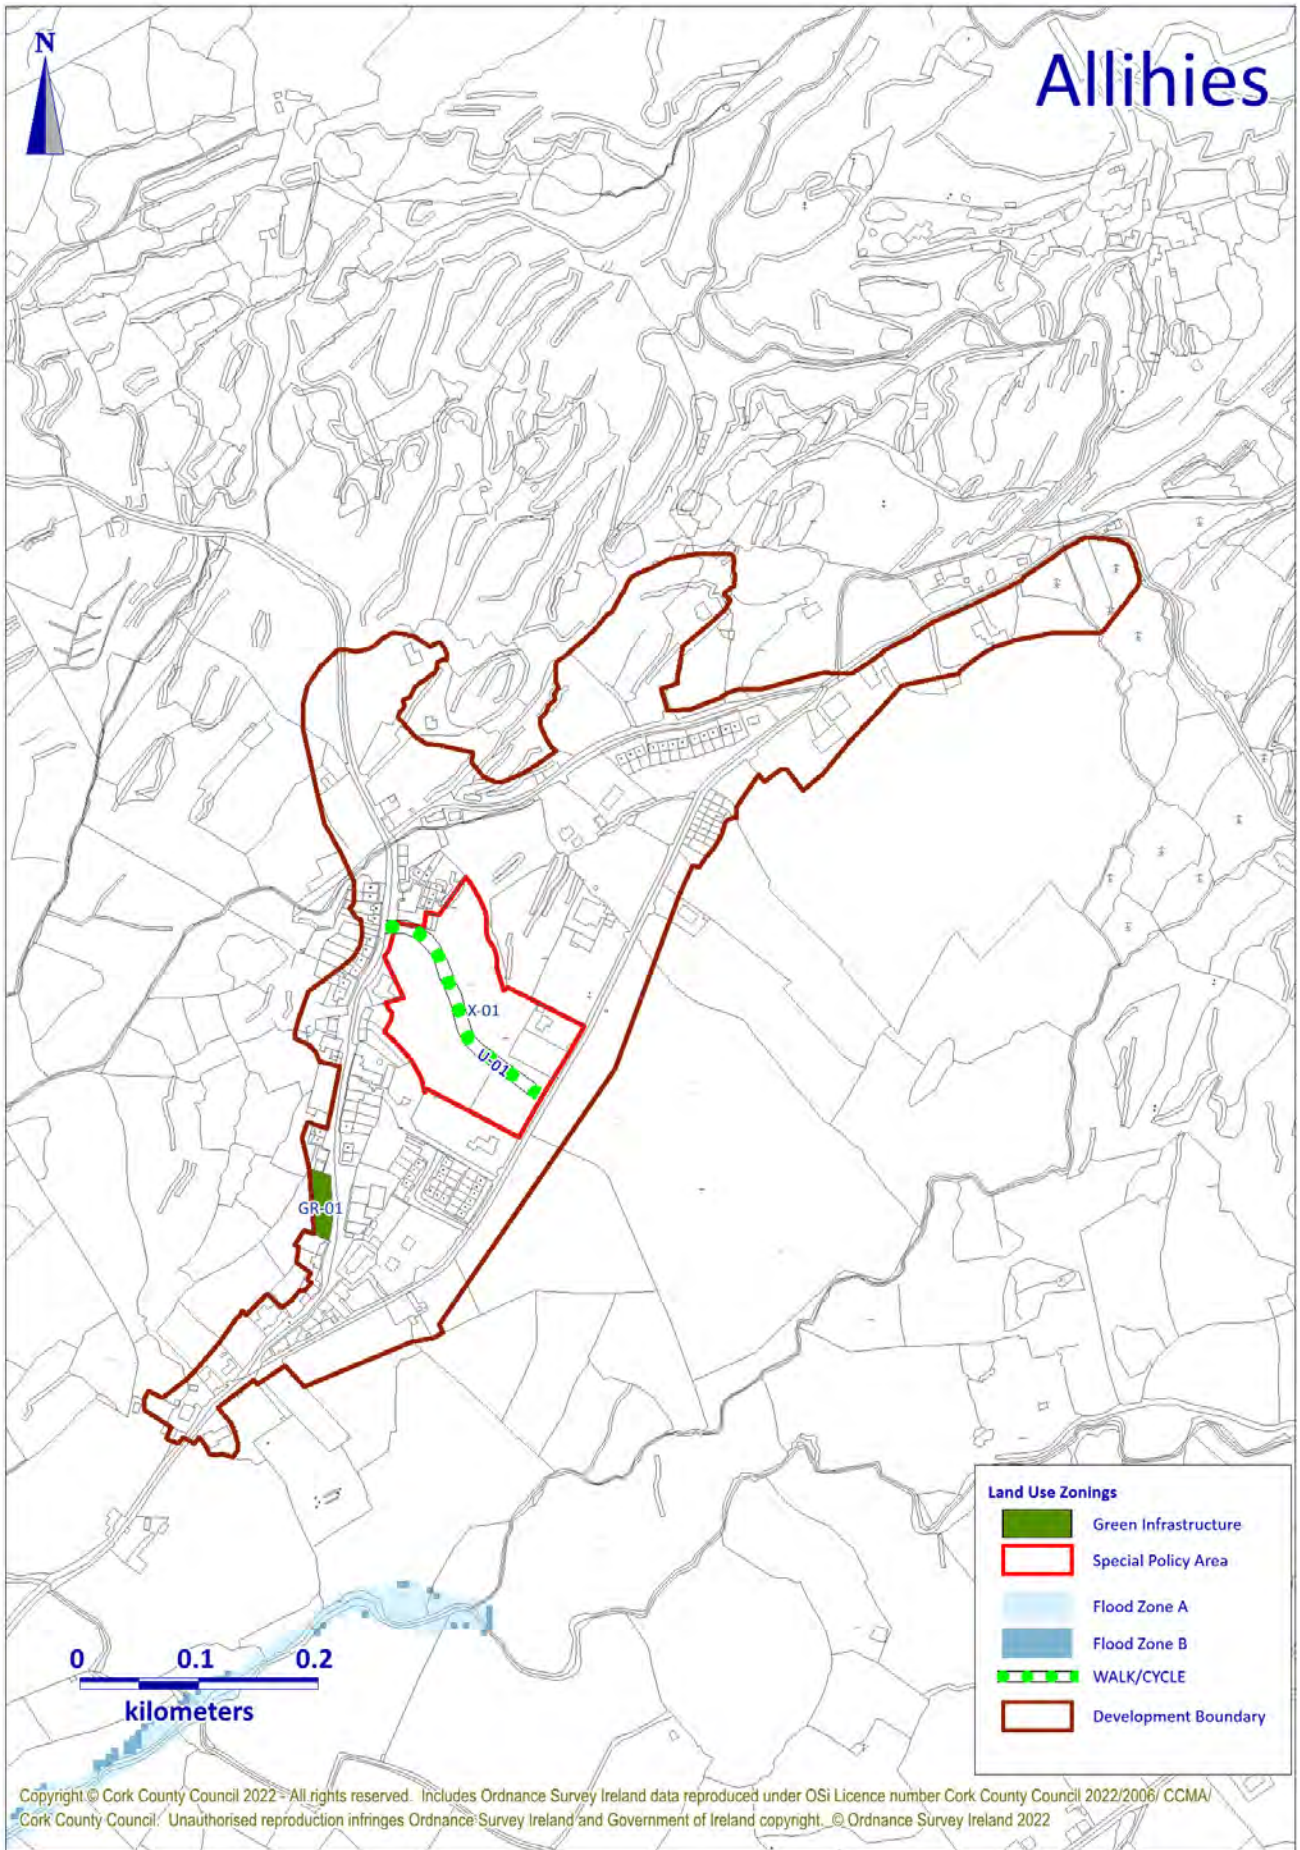 N
Allihies
X-01
U-01
GR-01
Land Use Zonings
Green Infrastructure
Special Policy Area
Flood Zone A
Flood Zone B
WALK/CYCLE
Development Boundary
0 0.1 0.2
kilometers
Copyright © Cork County Council 2022 - All rights reserved. Includes Ordnance Survey Ireland data reproduced under OSi Licence number Cork County Council 2022/2006/ CCMA/
Cork County Council. Unauthorised reproduction infringes Ordnance Survey Ireland and Government of Ireland copyright. © Ordnance Survey Ireland 2022